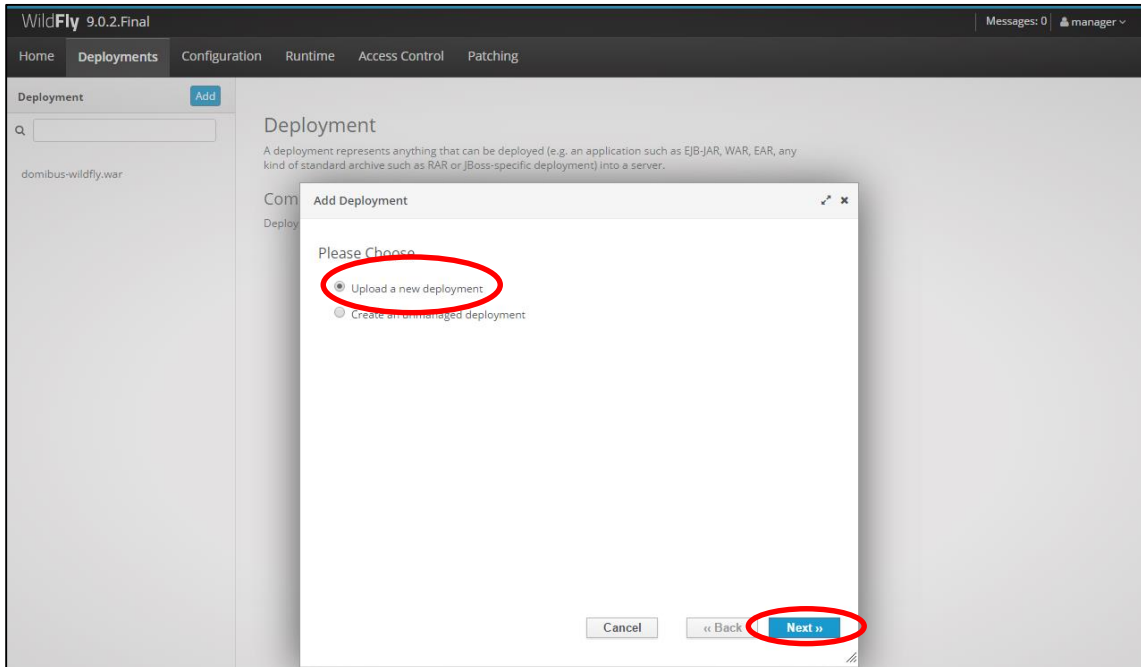 WildFly 9.0.2.Final
Messages: 0 manager
Home Deployments Configuration Runtime Access Control Patching
Deployment Add
domibus-wildfly.war
Deployment
A deployment represents anything that can be deployed (e.g. an application such as EJB-JAR, WAR, EAR, any
kind of standard archive such as RAR or JBoss-specific deployment) into a server.
Com
Deploy
Add Deployment
Please Choose
Upload a new deployment
Create an unmanaged deployment
Cancel ‹‹ Back Next ››